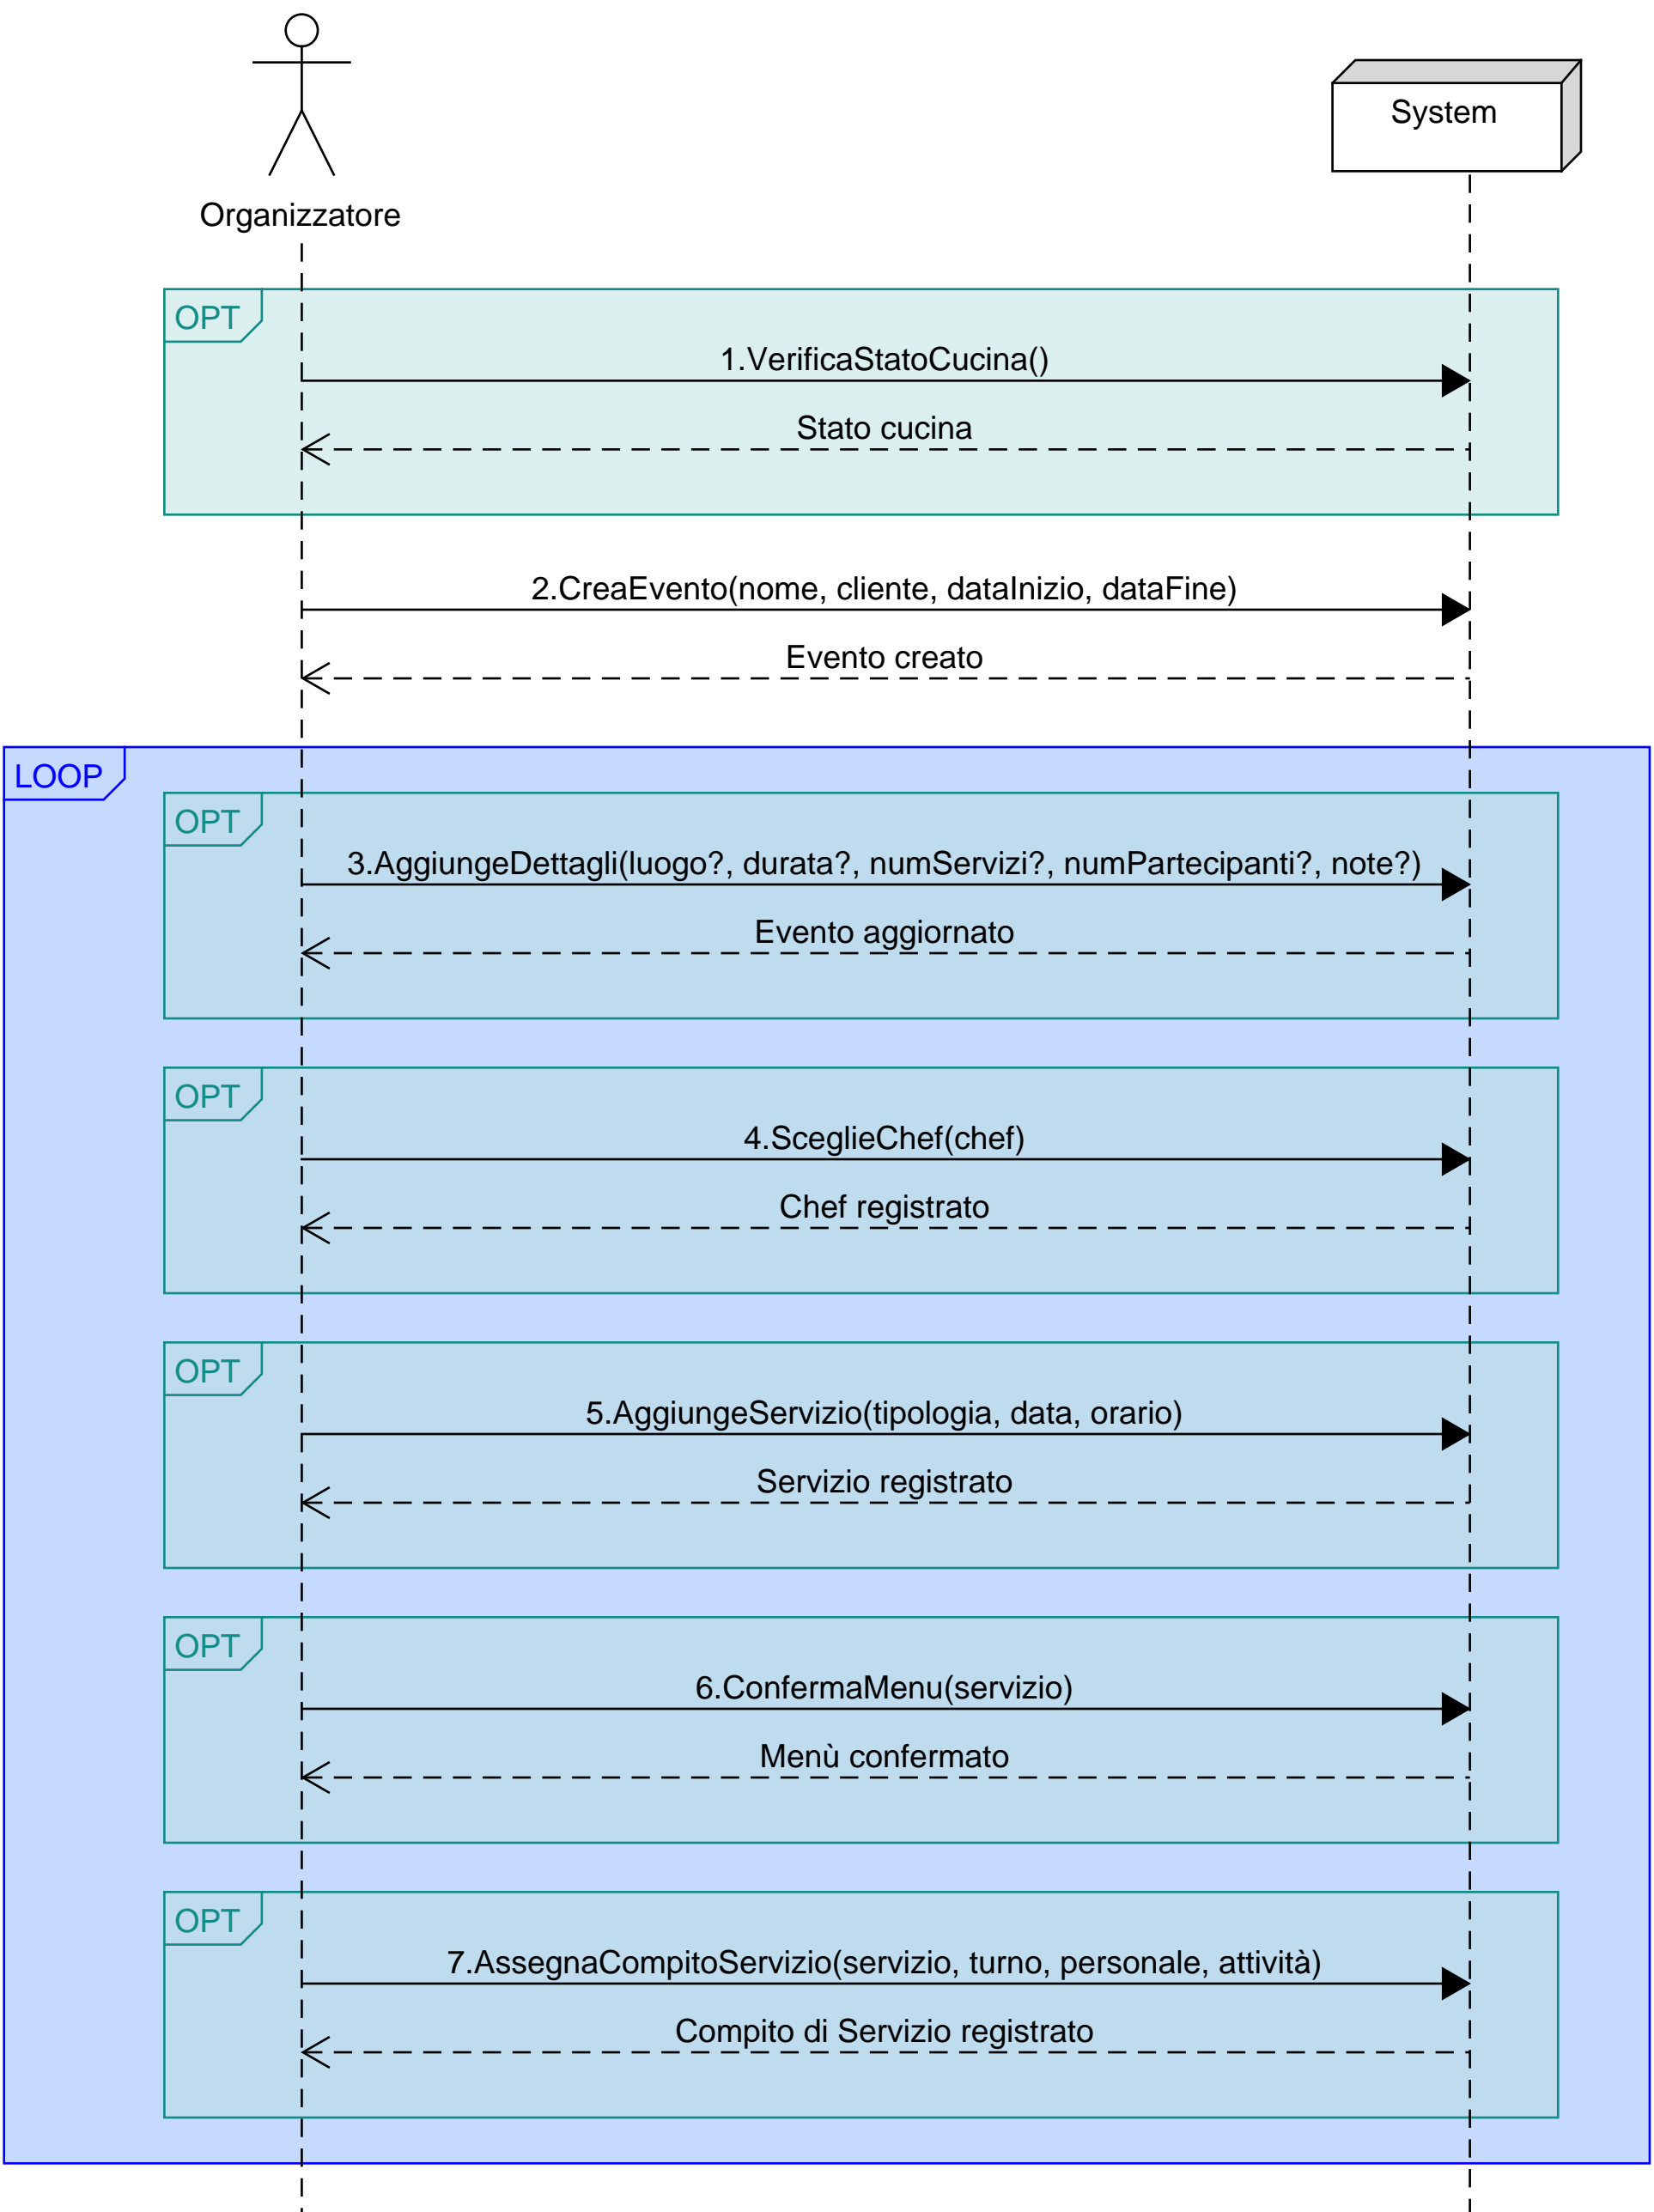 System
Organizzatore
OPT
1.VerificaStatoCucina()
Stato cucina
2.CreaEvento(nome, cliente, dataInizio, dataFine)
Evento creato
LOOP
OPT
3.AggiungeDettagli(luogo?, durata?, numServizi?, numPartecipanti?, note?)
Evento aggiornato
OPT
4.SceglieChef(chef)
Chef registrato
OPT
5.AggiungeServizio(tipologia, data, orario)
Servizio registrato
OPT
6.ConfermaMenu(servizio)
Menù confermato
OPT
7.AssegnaCompitoServizio(servizio, turno, personale, attività)
Compito di Servizio registrato